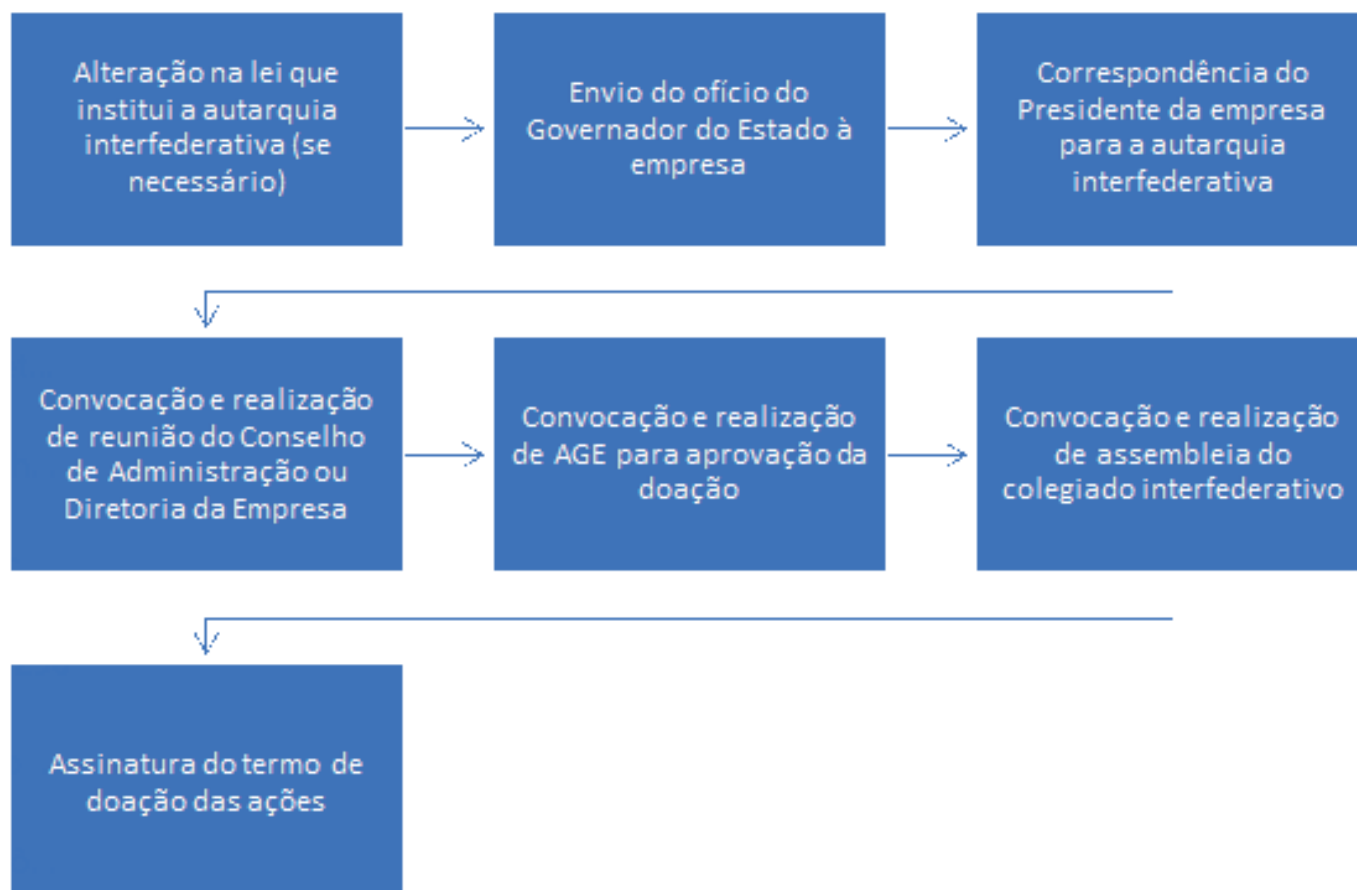 Alteração na lei que
institui a autarquia
interfederativa (se
necessário)
Envio do ofício do
Governador do Estado à
empresa
Correspondência do
Presidente da empresa
para a autarquia
interfederativa
Convocação e realização
de reunião do Conselho
de Administração ou
Diretoria da Empresa
Convocação e realização
de AGE para aprovação da
doação
Convocação e realização
de assembleia do
colegiado interfederativo
Assinatura do termo de
doação das ações